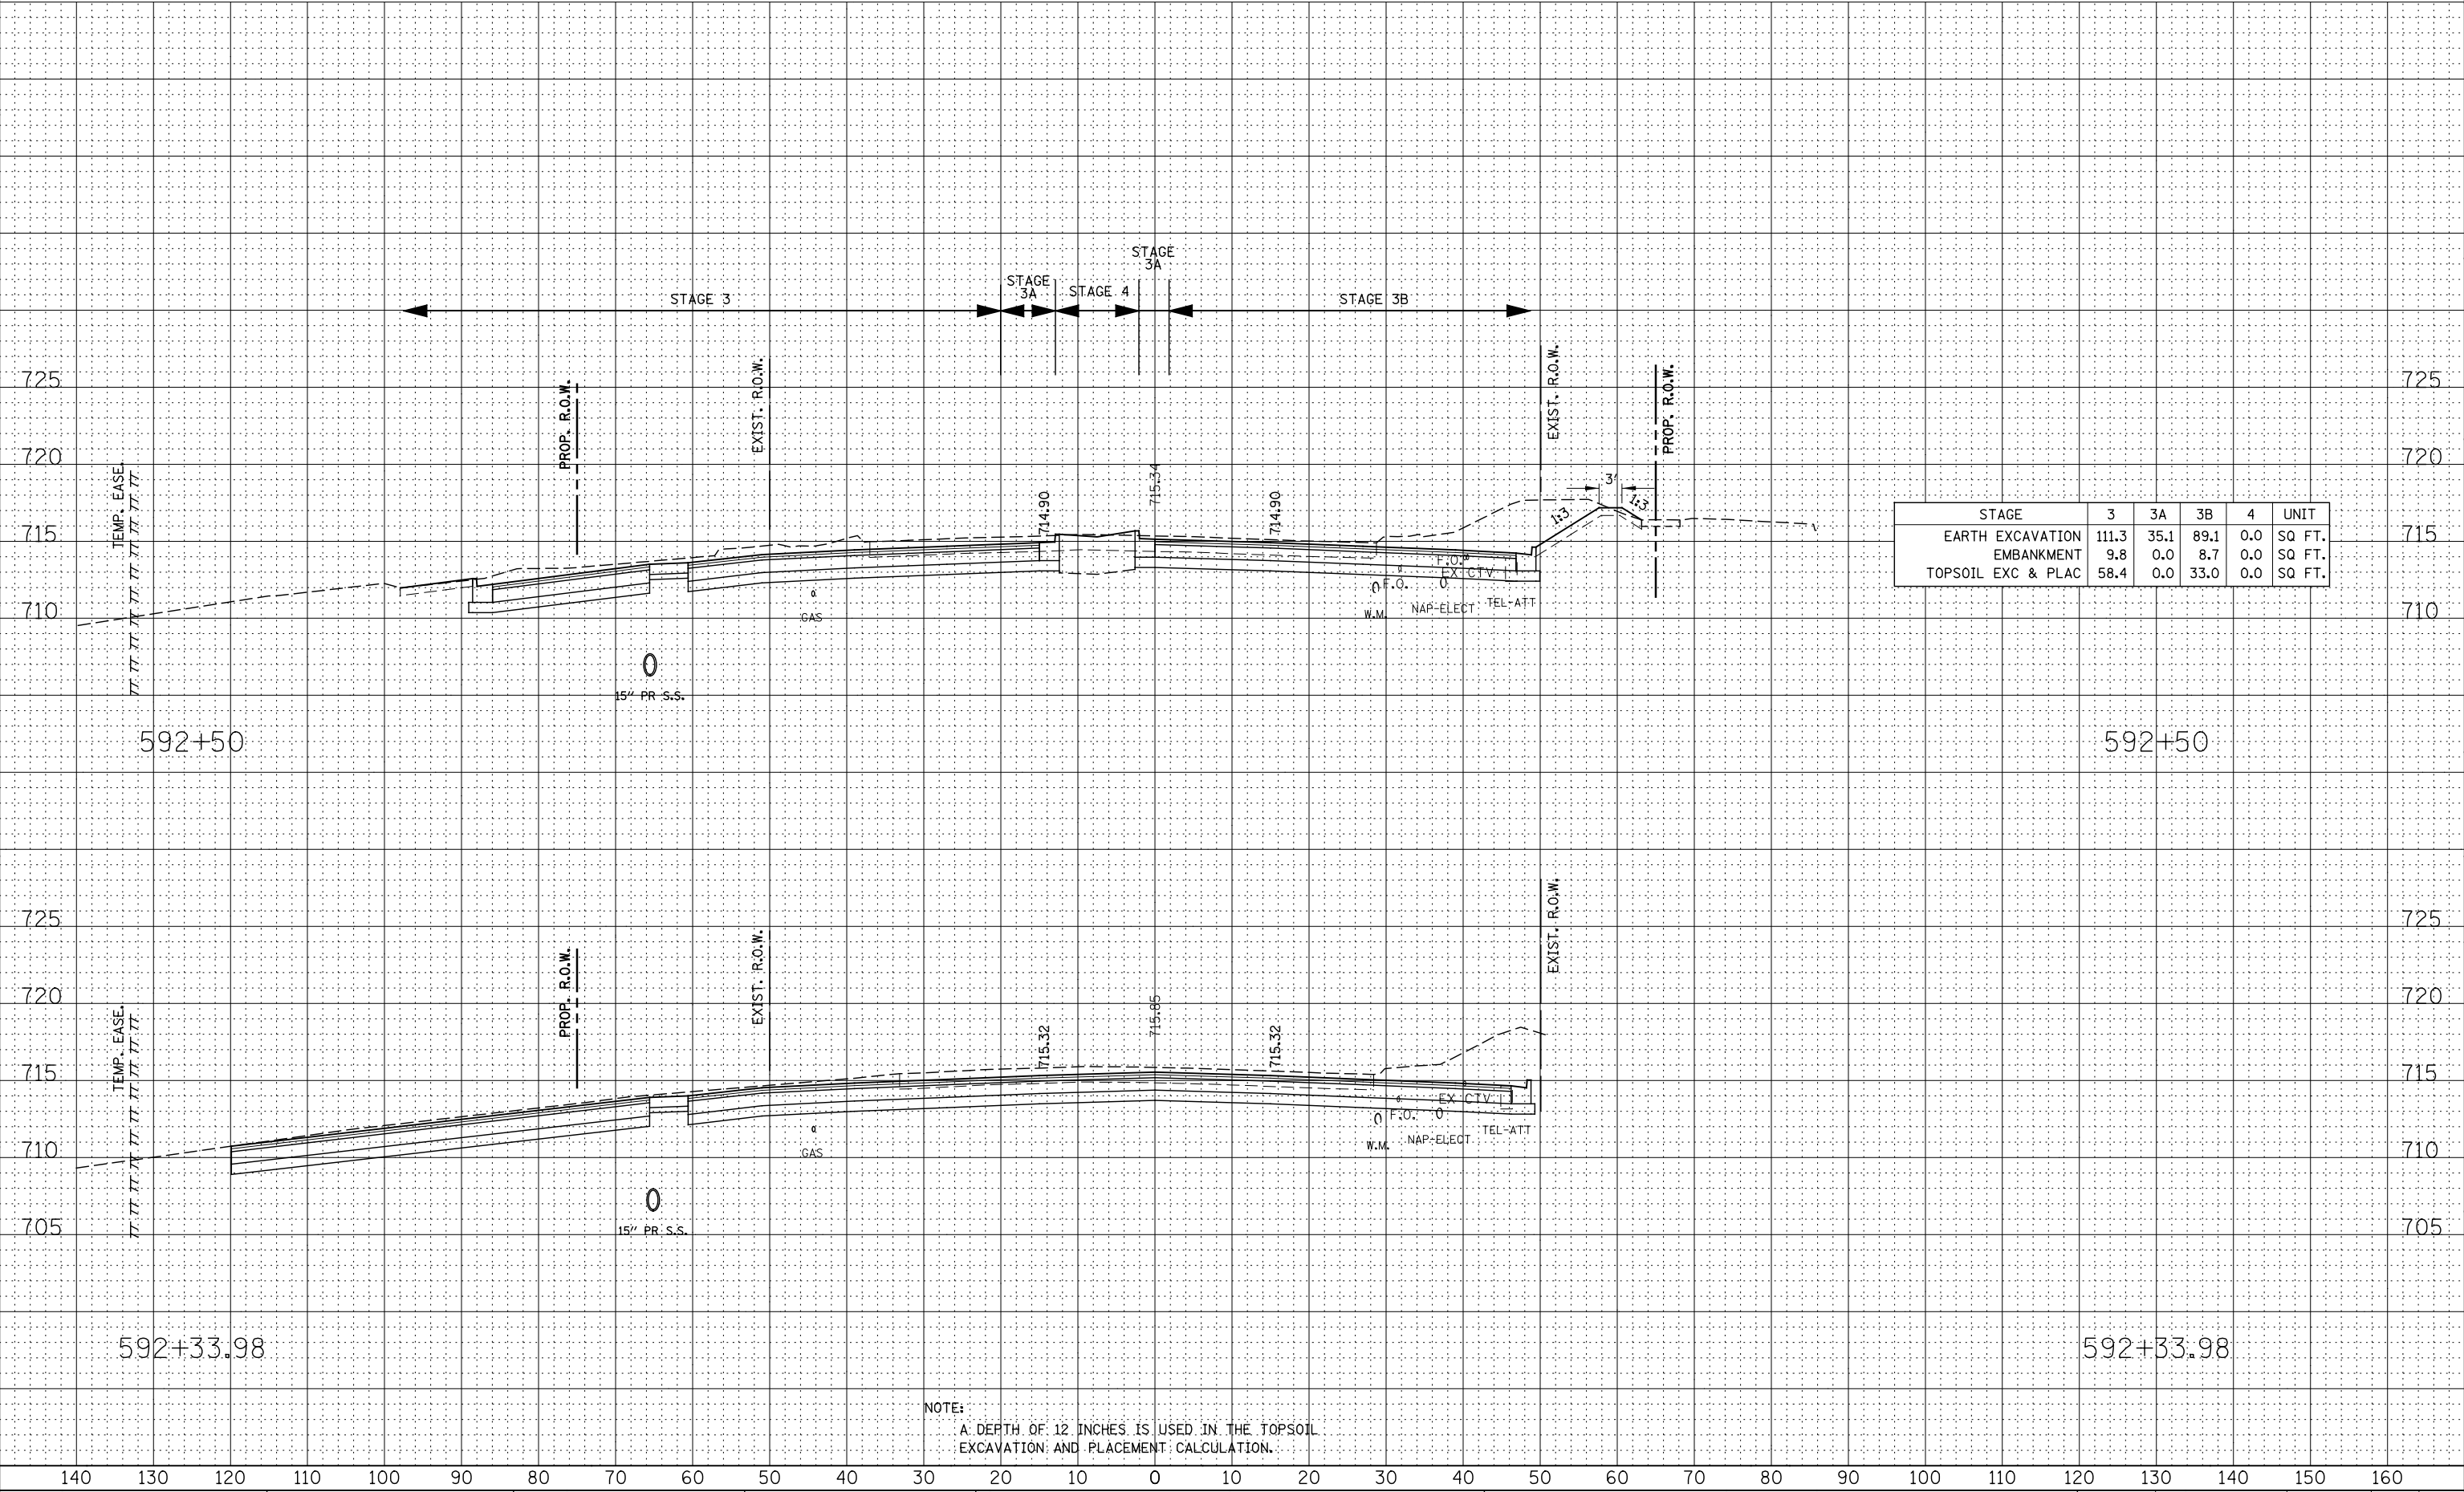 STAGE
3A
STAGE
3A
STAGE 3
STAGE 4
STAGE 3B
725
PROP. R.O.W.
EXIST. R.O.W.
EXIST. R.O.W.
PROP. R.O.W.
725
720
TEMP. EASE.
714.90
715.34
714.90
3'
1:3
1:3
720
715
715
STAGE 3 3A 3B 4 UNIT
EARTH EXCAVATION 111.3 35.1 89.1 0.0 SQ FT.
EMBANKMENT 9.8 0.0 8.7 0.0 SQ FT.
TOPSOIL EXC & PLAC 58.4 0.0 33.0 0.0 SQ FT.
F.O.
EX CTV
F.O.
710
GAS
W.M.
NAP-ELECT
TEL-ATT
710
15" PR S.S.
592+50
592+50
725
PROP. R.O.W.
EXIST. R.O.W.
EXIST. R.O.W.
725
720
TEMP. EASE.
715.32
715.85
715.32
720
715
715
EX CTV
F.O.
710
GAS
W.M.
NAP-ELECT
TEL-ATT
710
705
15" PR S.S.
705
592+33.98
592+33.98
NOTE:
A DEPTH OF 12 INCHES IS USED IN THE TOPSOIL
EXCAVATION AND PLACEMENT CALCULATION.
140 130 120 110 100 90 80 70 60 50 40 30 20 10 0 10 20 30 40 50 60 70 80 90 100 110 120 130 140 150 160